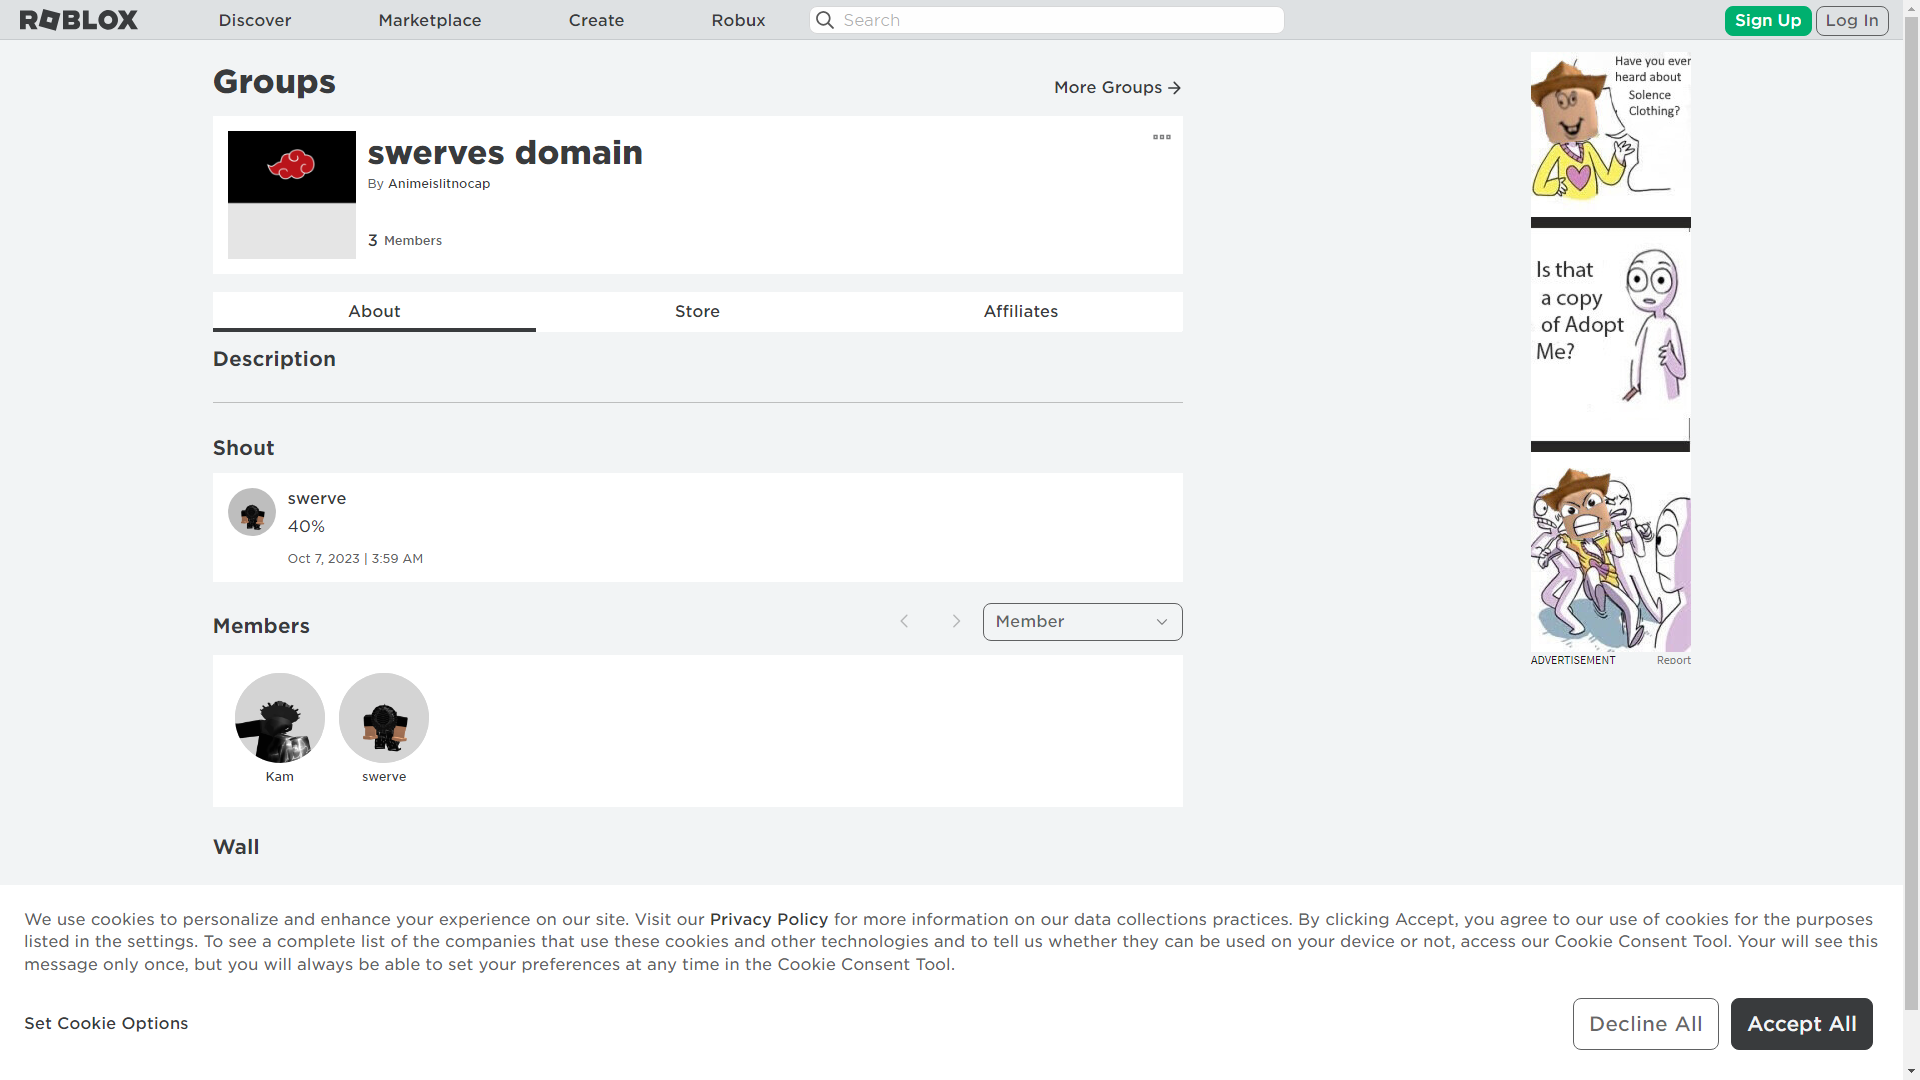 ROBLOX
Discover
Marketplace
Create
Robux
Search
Sign Up
Log In
Groups
More Groups
swerves domain
By Animeislitnocap
3 Members
About
Store
Affiliates
Description
Shout
swerve
40%
Oct 7, 2023 | 3:59 AM
Members
Member
Kam
swerve
Wall
Have you ever
heard about
Solence
Clothing?
Is that
a copy
of Adopt
Me?
ADVERTISEMENT
Report
We use cookies to personalize and enhance your experience on our site. Visit our Privacy Policy for more information on our data collections practices. By clicking Accept, you agree to our use of cookies for the purposes
listed in the settings. To see a complete list of the companies that use these cookies and other technologies and to tell us whether they can be used on your device or not, access our Cookie Consent Tool. Your will see this
message only once, but you will always be able to set your preferences at any time in the Cookie Consent Tool.
Set Cookie Options
Decline All
Accept All